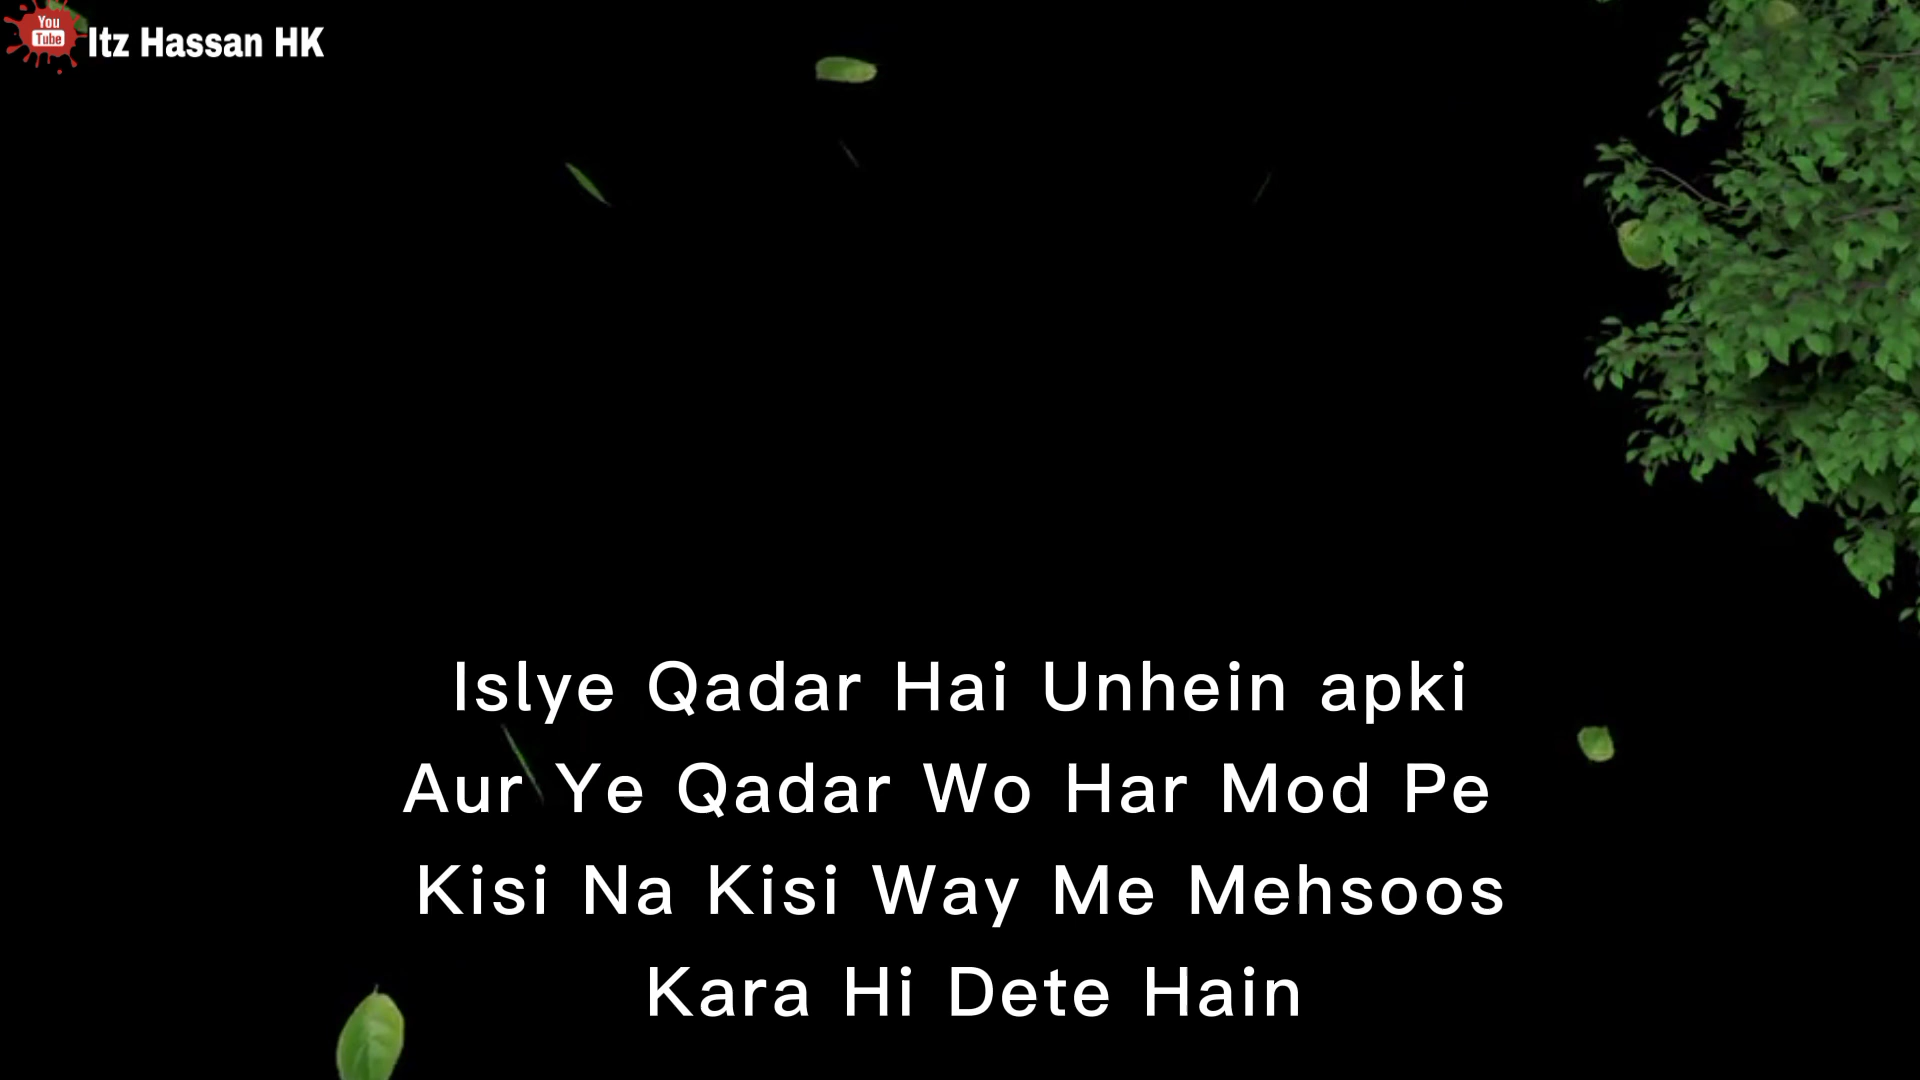 You
Tube
Itz Hassan HK
Islye Qadar Hai Unhein apki
Aur Ye Qadar Wo Har Mod Pe
Kisi Na Kisi Way Me Mehsoos
Kara Hi Dete Hain